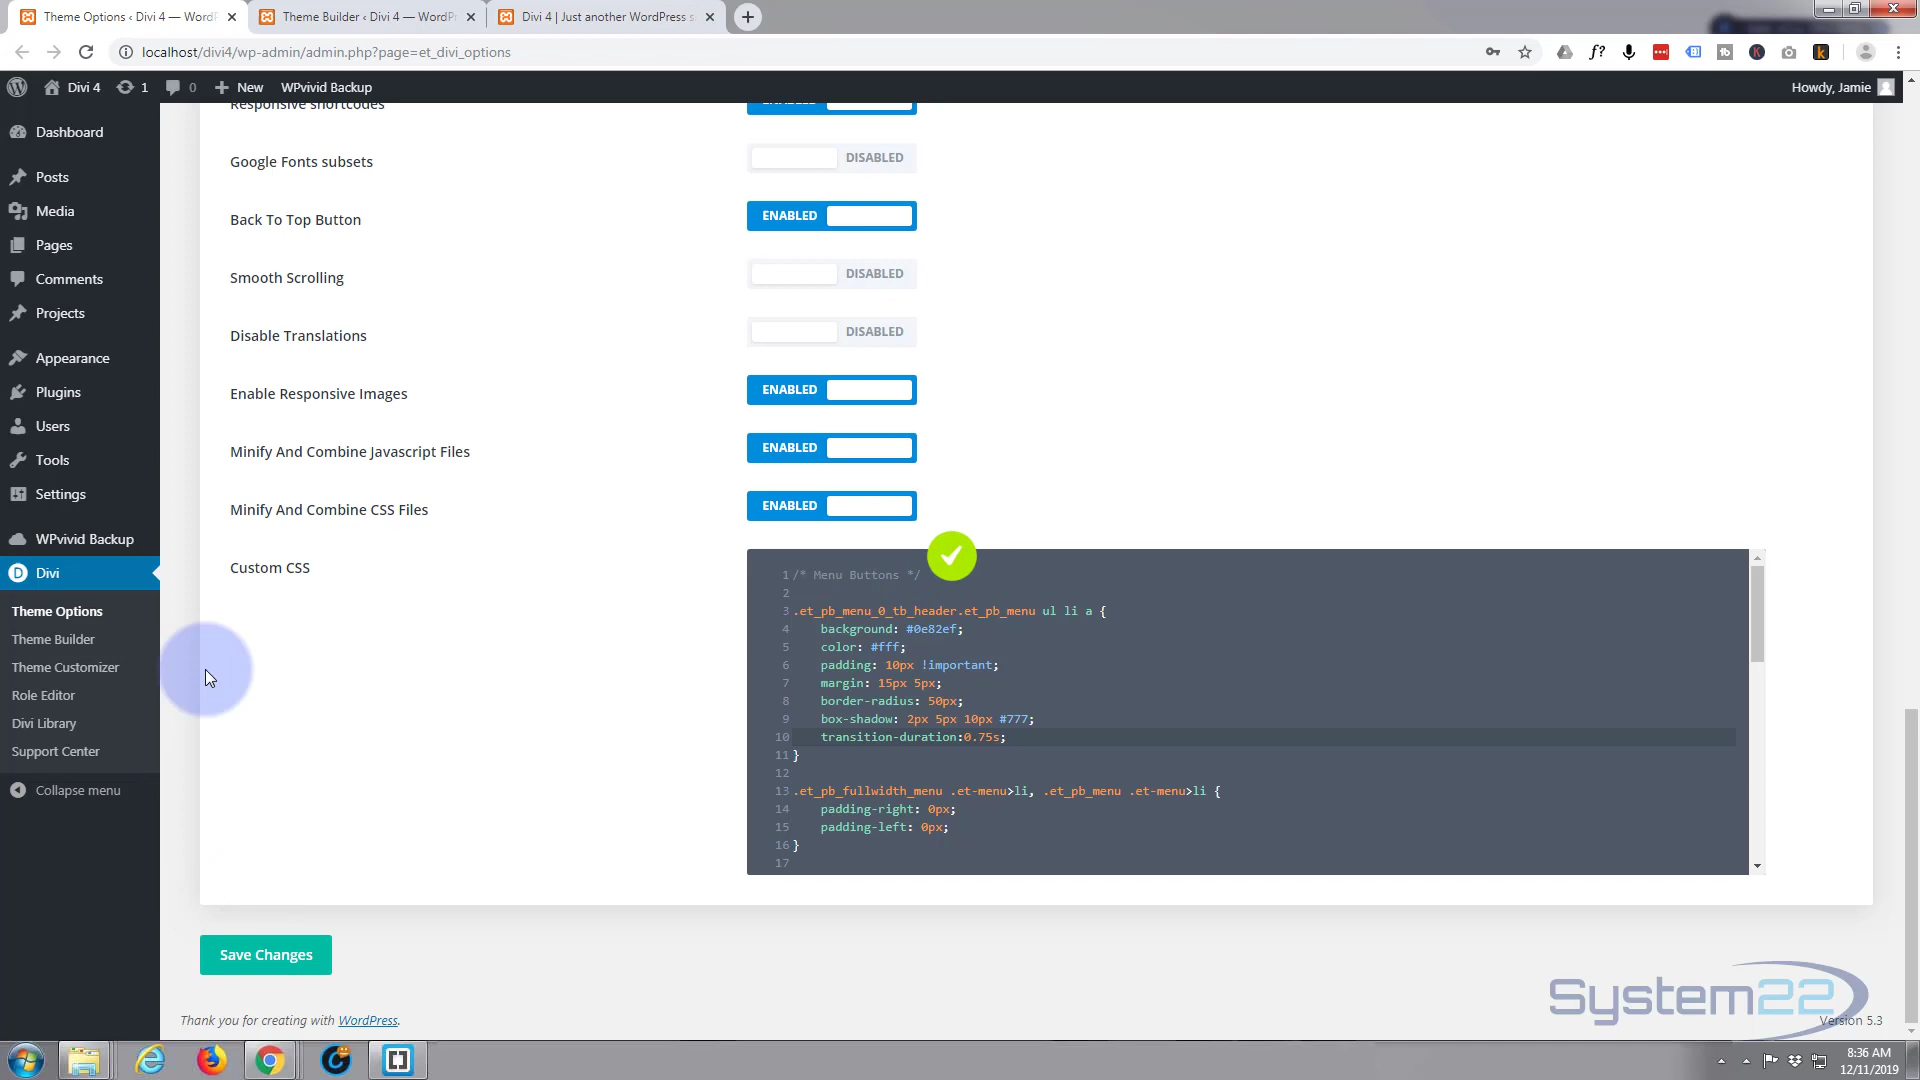 Theme Options ‹ Divi 4 — WordP
Theme Builder ‹ Divi 4 — WordPr
Divi 4 | Just another WordPress s
localhost/divi4/wp-admin/admin.php?page=et_divi_options
Divi 4
1
0
New
WPvivid Backup
Howdy, Jamie
Dashboard
Posts
Media
Pages
Comments
Projects
Appearance
Plugins
Users
Tools
Settings
WPvivid Backup
Divi
Theme Options
Theme Builder
Theme Customizer
Role Editor
Divi Library
Support Center
Collapse menu
Responsive shortcodes
ENABLED
Google Fonts subsets
DISABLED
Back To Top Button
ENABLED
Smooth Scrolling
DISABLED
Disable Translations
DISABLED
Enable Responsive Images
ENABLED
Minify And Combine Javascript Files
ENABLED
Minify And Combine CSS Files
ENABLED
Custom CSS
1 /* Menu Buttons */
2
3 .et_pb_menu_0_tb_header.et_pb_menu ul li a {
4 background: #0e82ef;
5 color: #fff;
6 padding: 10px !important;
7 margin: 15px 5px;
8 border-radius: 50px;
9 box-shadow: 2px 5px 10px #777;
10 transition-duration:0.75s;
11 }
12
13 .et_pb_fullwidth_menu .et-menu>li, .et_pb_menu .et-menu>li {
14 padding-right: 0px;
15 padding-left: 0px;
16 }
17
Save Changes
Thank you for creating with WordPress.
System22
Version 5.3
8:36 AM
12/11/2019